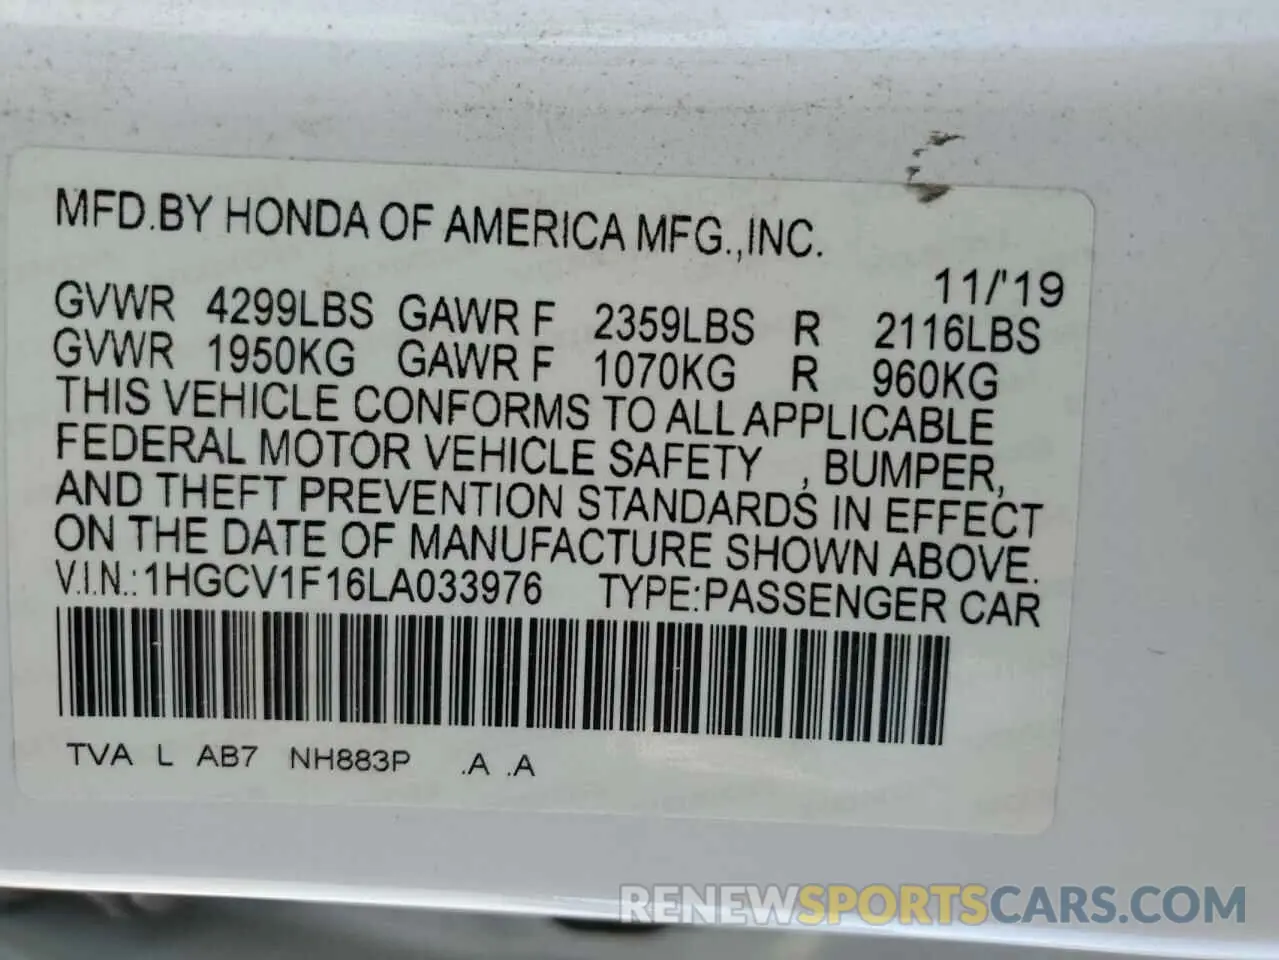 MFD.BY HONDA OF AMERICA MFG.,INC.
11/'19
GVWR 4299LBS GAWR F 2359LBS R 2116LBS
GVWR 1950KG GAWR F 1070KG R 960KG
THIS VEHICLE CONFORMS TO ALL APPLICABLE
FEDERAL MOTOR VEHICLE SAFETY , BUMPER,
AND THEFT PREVENTION STANDARDS IN EFFECT
ON THE DATE OF MANUFACTURE SHOWN ABOVE.
V.I.N.: 1HGCV1F16LA033976 TYPE:PASSENGER CAR
TVA L AB7 NH883P .A .A
RENEWSPORTSCARS.COM